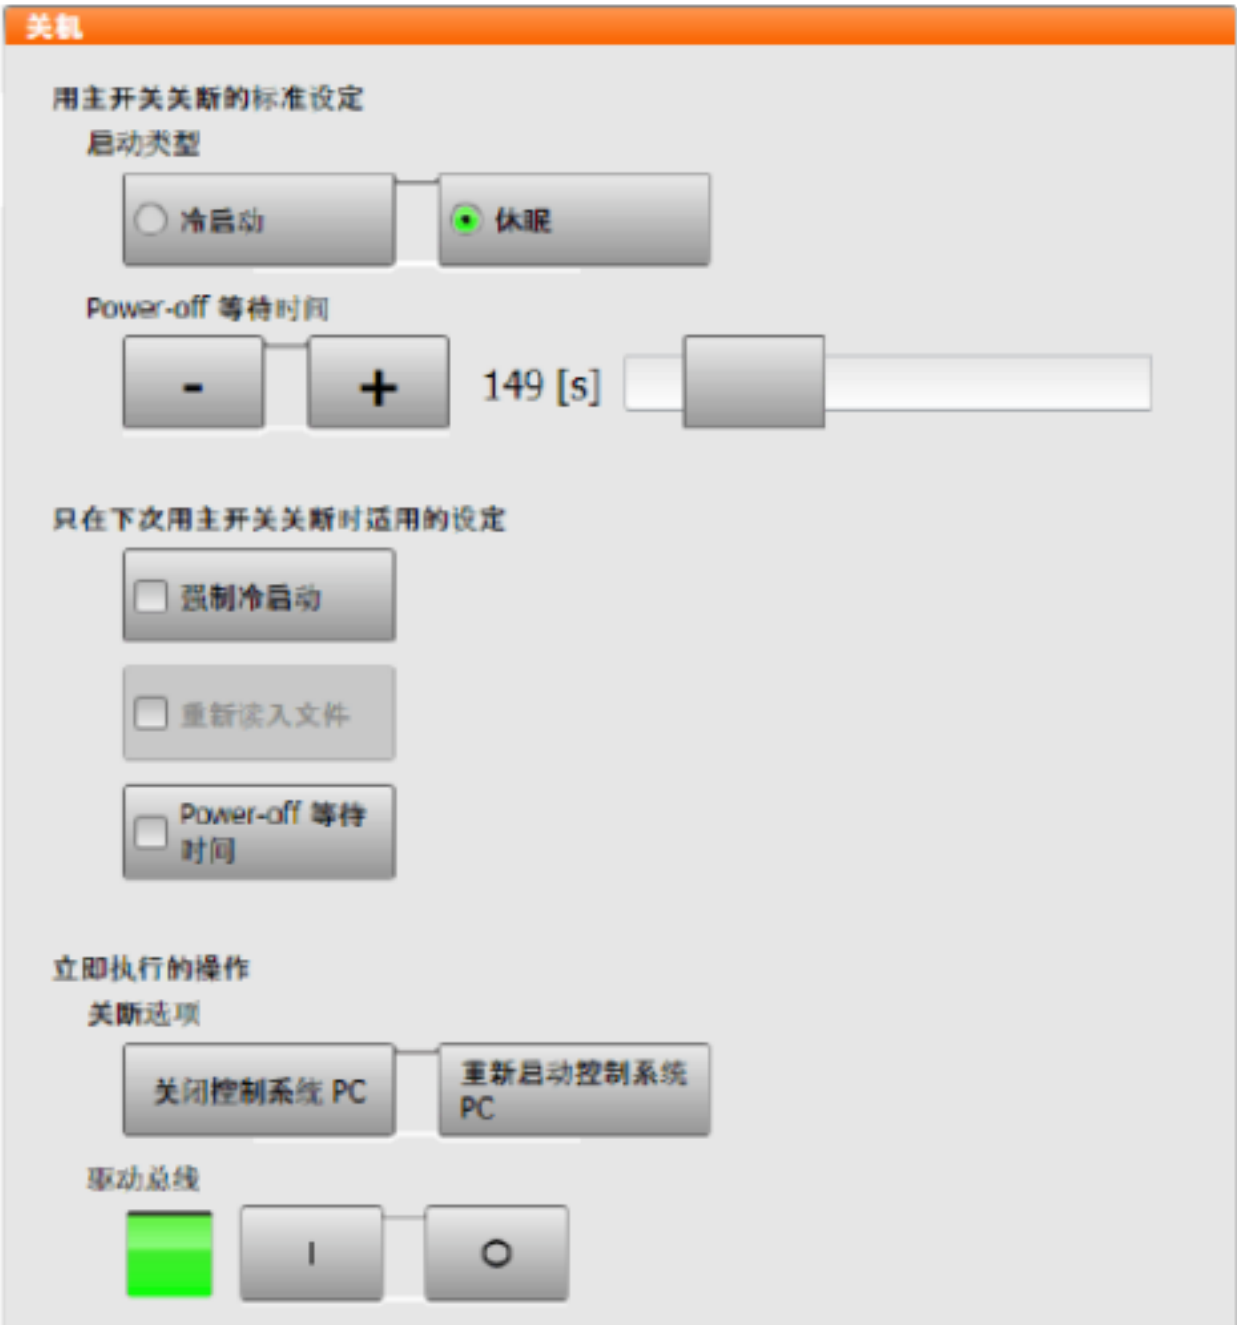 关机
用主开关关断的标准设定
启动类型
冷启动 休眠
Power-off 等待时间
- + 149 [s]
只在下次用主开关关断时适用的设定
强制冷启动
重新读入文件
Power-off 等待
时间
立即执行的操作
关断选项
关闭控制系统 PC
重新启动控制系统
PC
驱动总线
I O